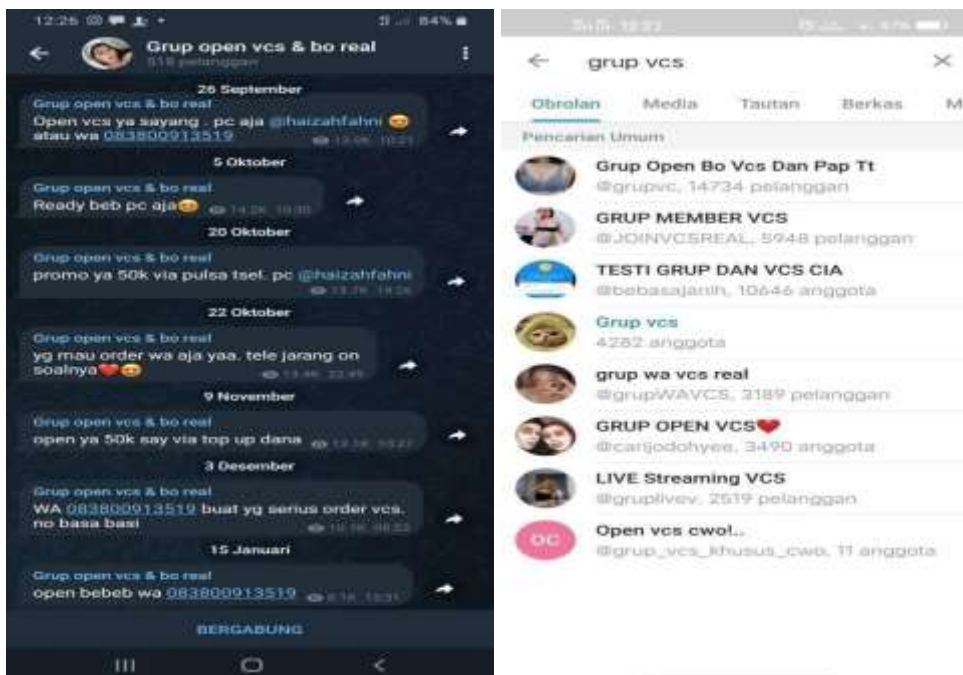 12:26
84%
Grup open vcs & bo real
518 pelanggan
26 September
Grup open vcs & bo real
Open vcs ya sayang . pc aja @haizahfahni
atau wa 083800913519
5 Oktober
Grup open vcs & bo real
Ready beb pc aja
20 Oktober
Grup open vcs & bo real
promo ya 50k via pulsa tsel. pc @haizahfahni
22 Oktober
Grup open vcs & bo real
yg mau order wa aja yaa. tele jarang on
soalnya
9 November
Grup open vcs & bo real
open ya 50k say via top up dana
3 Desember
Grup open vcs & bo real
WA 083800913519 buat yg serius order vcs.
no basa basi
15 Januari
Grup open vcs & bo real
open bebeb wa 083800913519
BERGABUNG
grup vcs
Obrolan Media Tautan Berkas M
Pencarian Umum
Grup Open Bo Vcs Dan Pap Tt
@grupvc, 14734 pelanggan
GRUP MEMBER VCS
@JOINVCSREAL, 5948 pelanggan
TESTI GRUP DAN VCS CIA
@bebasajanih, 10646 anggota
Grup vcs
4282 anggota
grup wa vcs real
@grupWAVCS, 3189 pelanggan
GRUP OPEN VCS
@carijodohyee, 3490 anggota
LIVE Streaming VCS
@gruplivev, 2519 pelanggan
OC
Open vcs cwo!..
@grup_vcs_khusus_cwo, 11 anggota